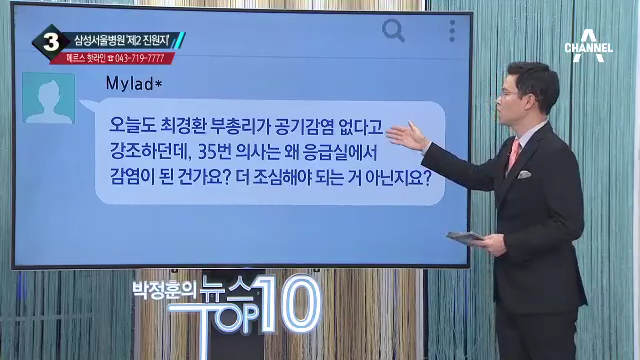 3
삼성서울병원 '제2 진원지'
메르스 핫라인 ☎ 043-719-7777
CHANNEL A
Mylad*
오늘도 최경환 부총리가 공기감염 없다고
강조하던데, 35번 의사는 왜 응급실에서
감염이 된 건가요? 더 조심해야 되는 거 아닌지요?
박정훈의 뉴스
TOP10